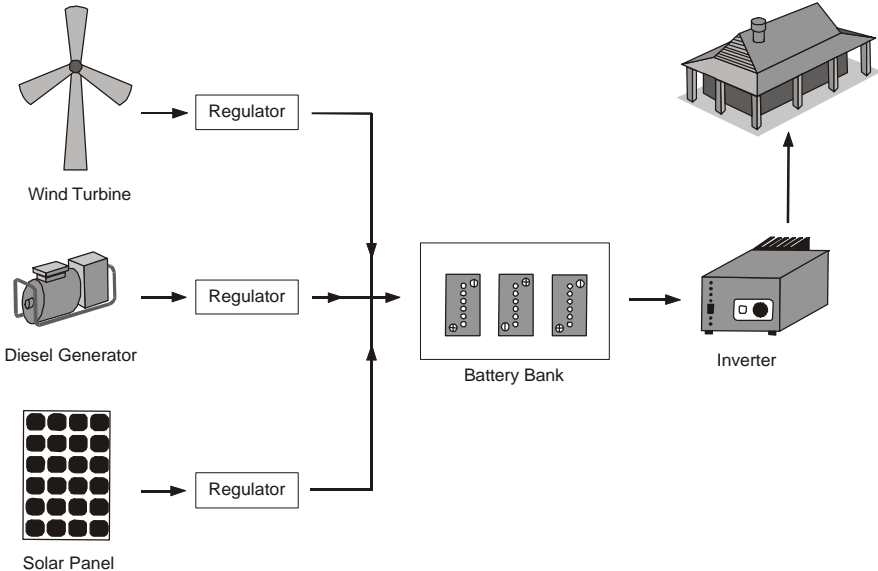 Regulator
Wind Turbine
Regulator
Diesel Generator
Battery Bank
Inverter
Regulator
Solar Panel